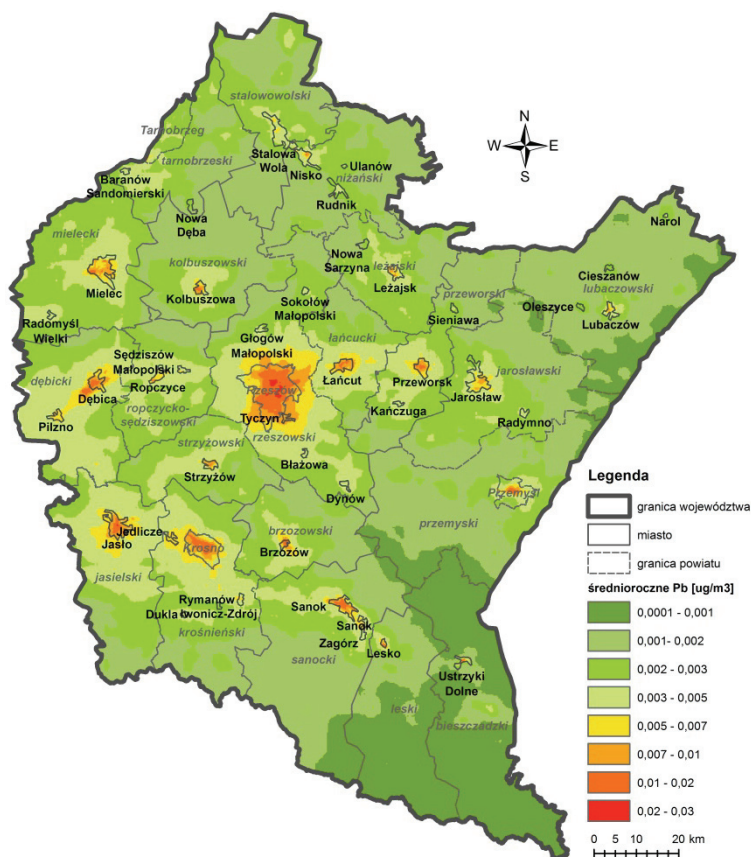 stalowowolski
N
W E
S
Tarnobrzeg
tarnobrzeski
Stalowa
Wola
Nisko
Ulanów
niżański
Baranów
Sandomierski
Rudnik
Nowa
Dęba
Narol
mielecki
Mielec
kolbuszowski
Kolbuszowa
Nowa
Sarzyna
leżajski
Leżajsk
Cieszanów
lubaczowski
Oleszyce
Lubaczów
przeworski
Sieniawa
Sokołów
Małopolski
Radomyśl
Wielki
Głogów
Małopolski
łańcucki
Łańcut
Przeworsk
jarosławski
Jarosław
Sędziszów
Małopolski
Ropczyce
dębicki
Dębica
Pilzno
ropczycko-
sędziszowski
Rzeszów
Tyczyn
rzeszowski
Kańczuga
Radymno
strzyżowski
Strzyżów
Błażowa
Dynów
Przemyśl
przemyski
Jedlicze
Jasło
jasielski
Krosno
brzozowski
Brzozów
Rymanów
Dukla Iwonicz-Zdrój
krośnieński
Sanok
Sanok
Zagórz
Lesko
sanocki
leski
Ustrzyki
Dolne
bieszczadzki
Legenda
granica województwa
miasto
granica powiatu
średnioroczne Pb [ug/m3]
0,0001 - 0,001
0,001- 0,002
0,002 - 0,003
0,003 - 0,005
0,005 - 0,007
0,007 - 0,01
0,01 - 0,02
0,02 - 0,03
0 5 10 20 km